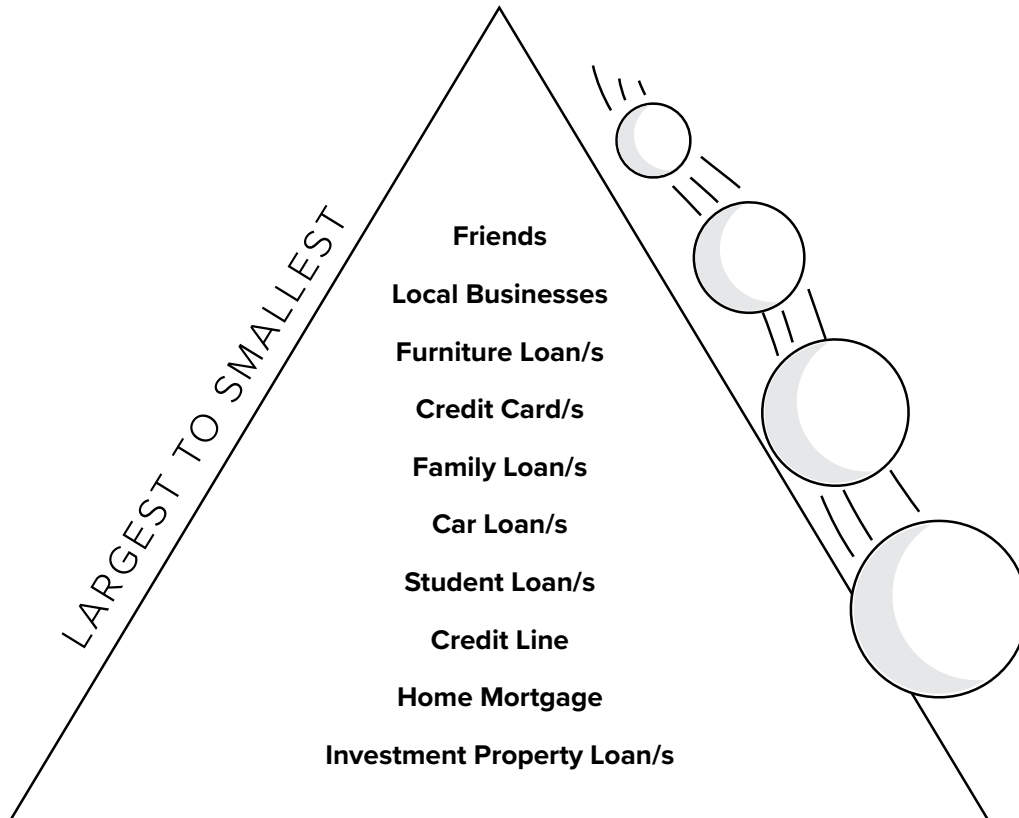 LARGEST TO SMALLEST
Friends
Local Businesses
Furniture Loan/s
Credit Card/s
Family Loan/s
Car Loan/s
Student Loan/s
Credit Line
Home Mortgage
Investment Property Loan/s